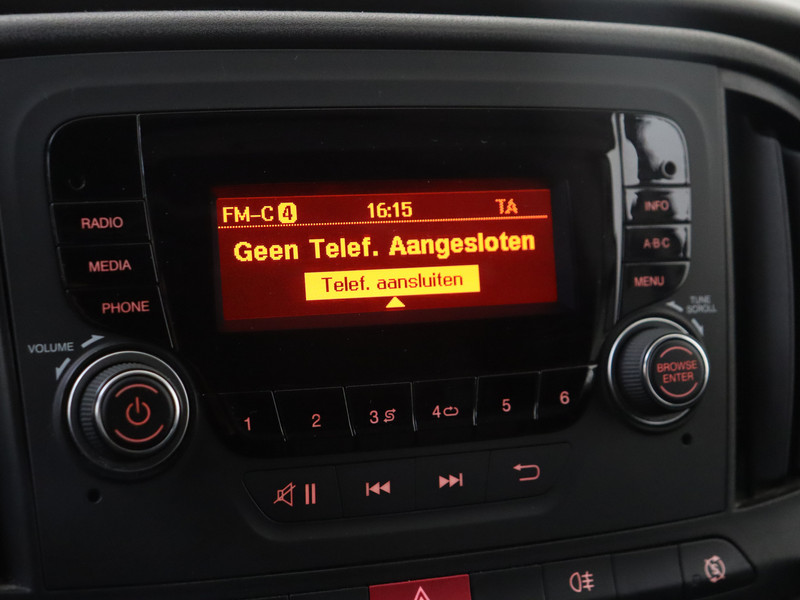 FM-C 4 16:15 TA
Geen Telef. Aangesloten
Telef. aansluiten
RADIO
MEDIA
PHONE
VOLUME
INFO
A·B·C
MENU
TUNE
SCROLL
BROWSE
ENTER
1 2 3 4 5 6